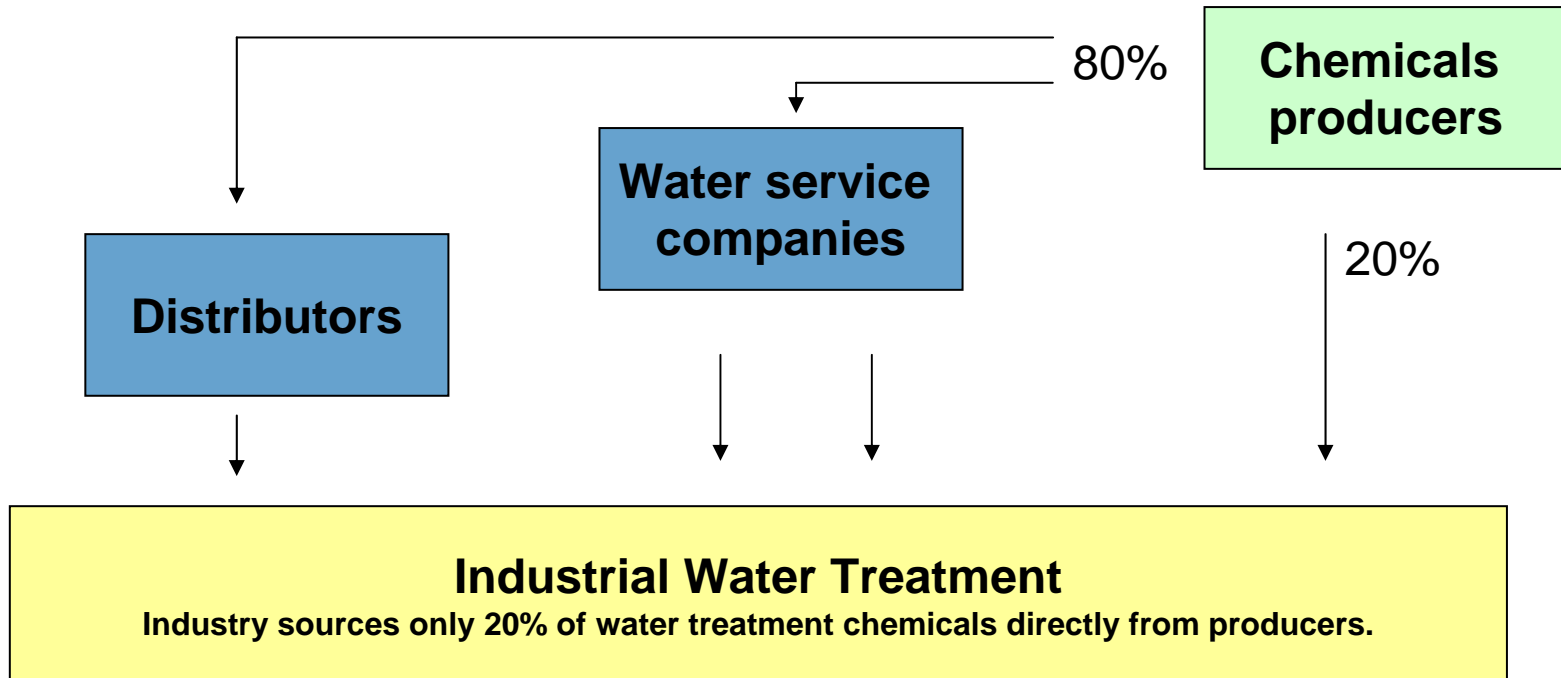 80%
Chemicals
producers
Water service
companies
20%
Distributors
Industrial Water Treatment
Industry sources only 20% of water treatment chemicals directly from producers.